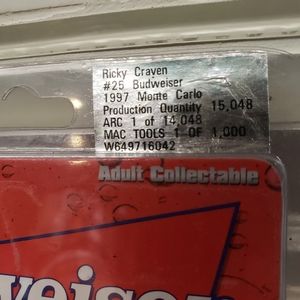 Ricky Craven
#25 Budweiser
1997 Monte Carlo
Production Quantity 15,048
ARC 1 of 14,048
MAC TOOLS 1 OF 1,000
W649716042
Adult Collectable
weiser